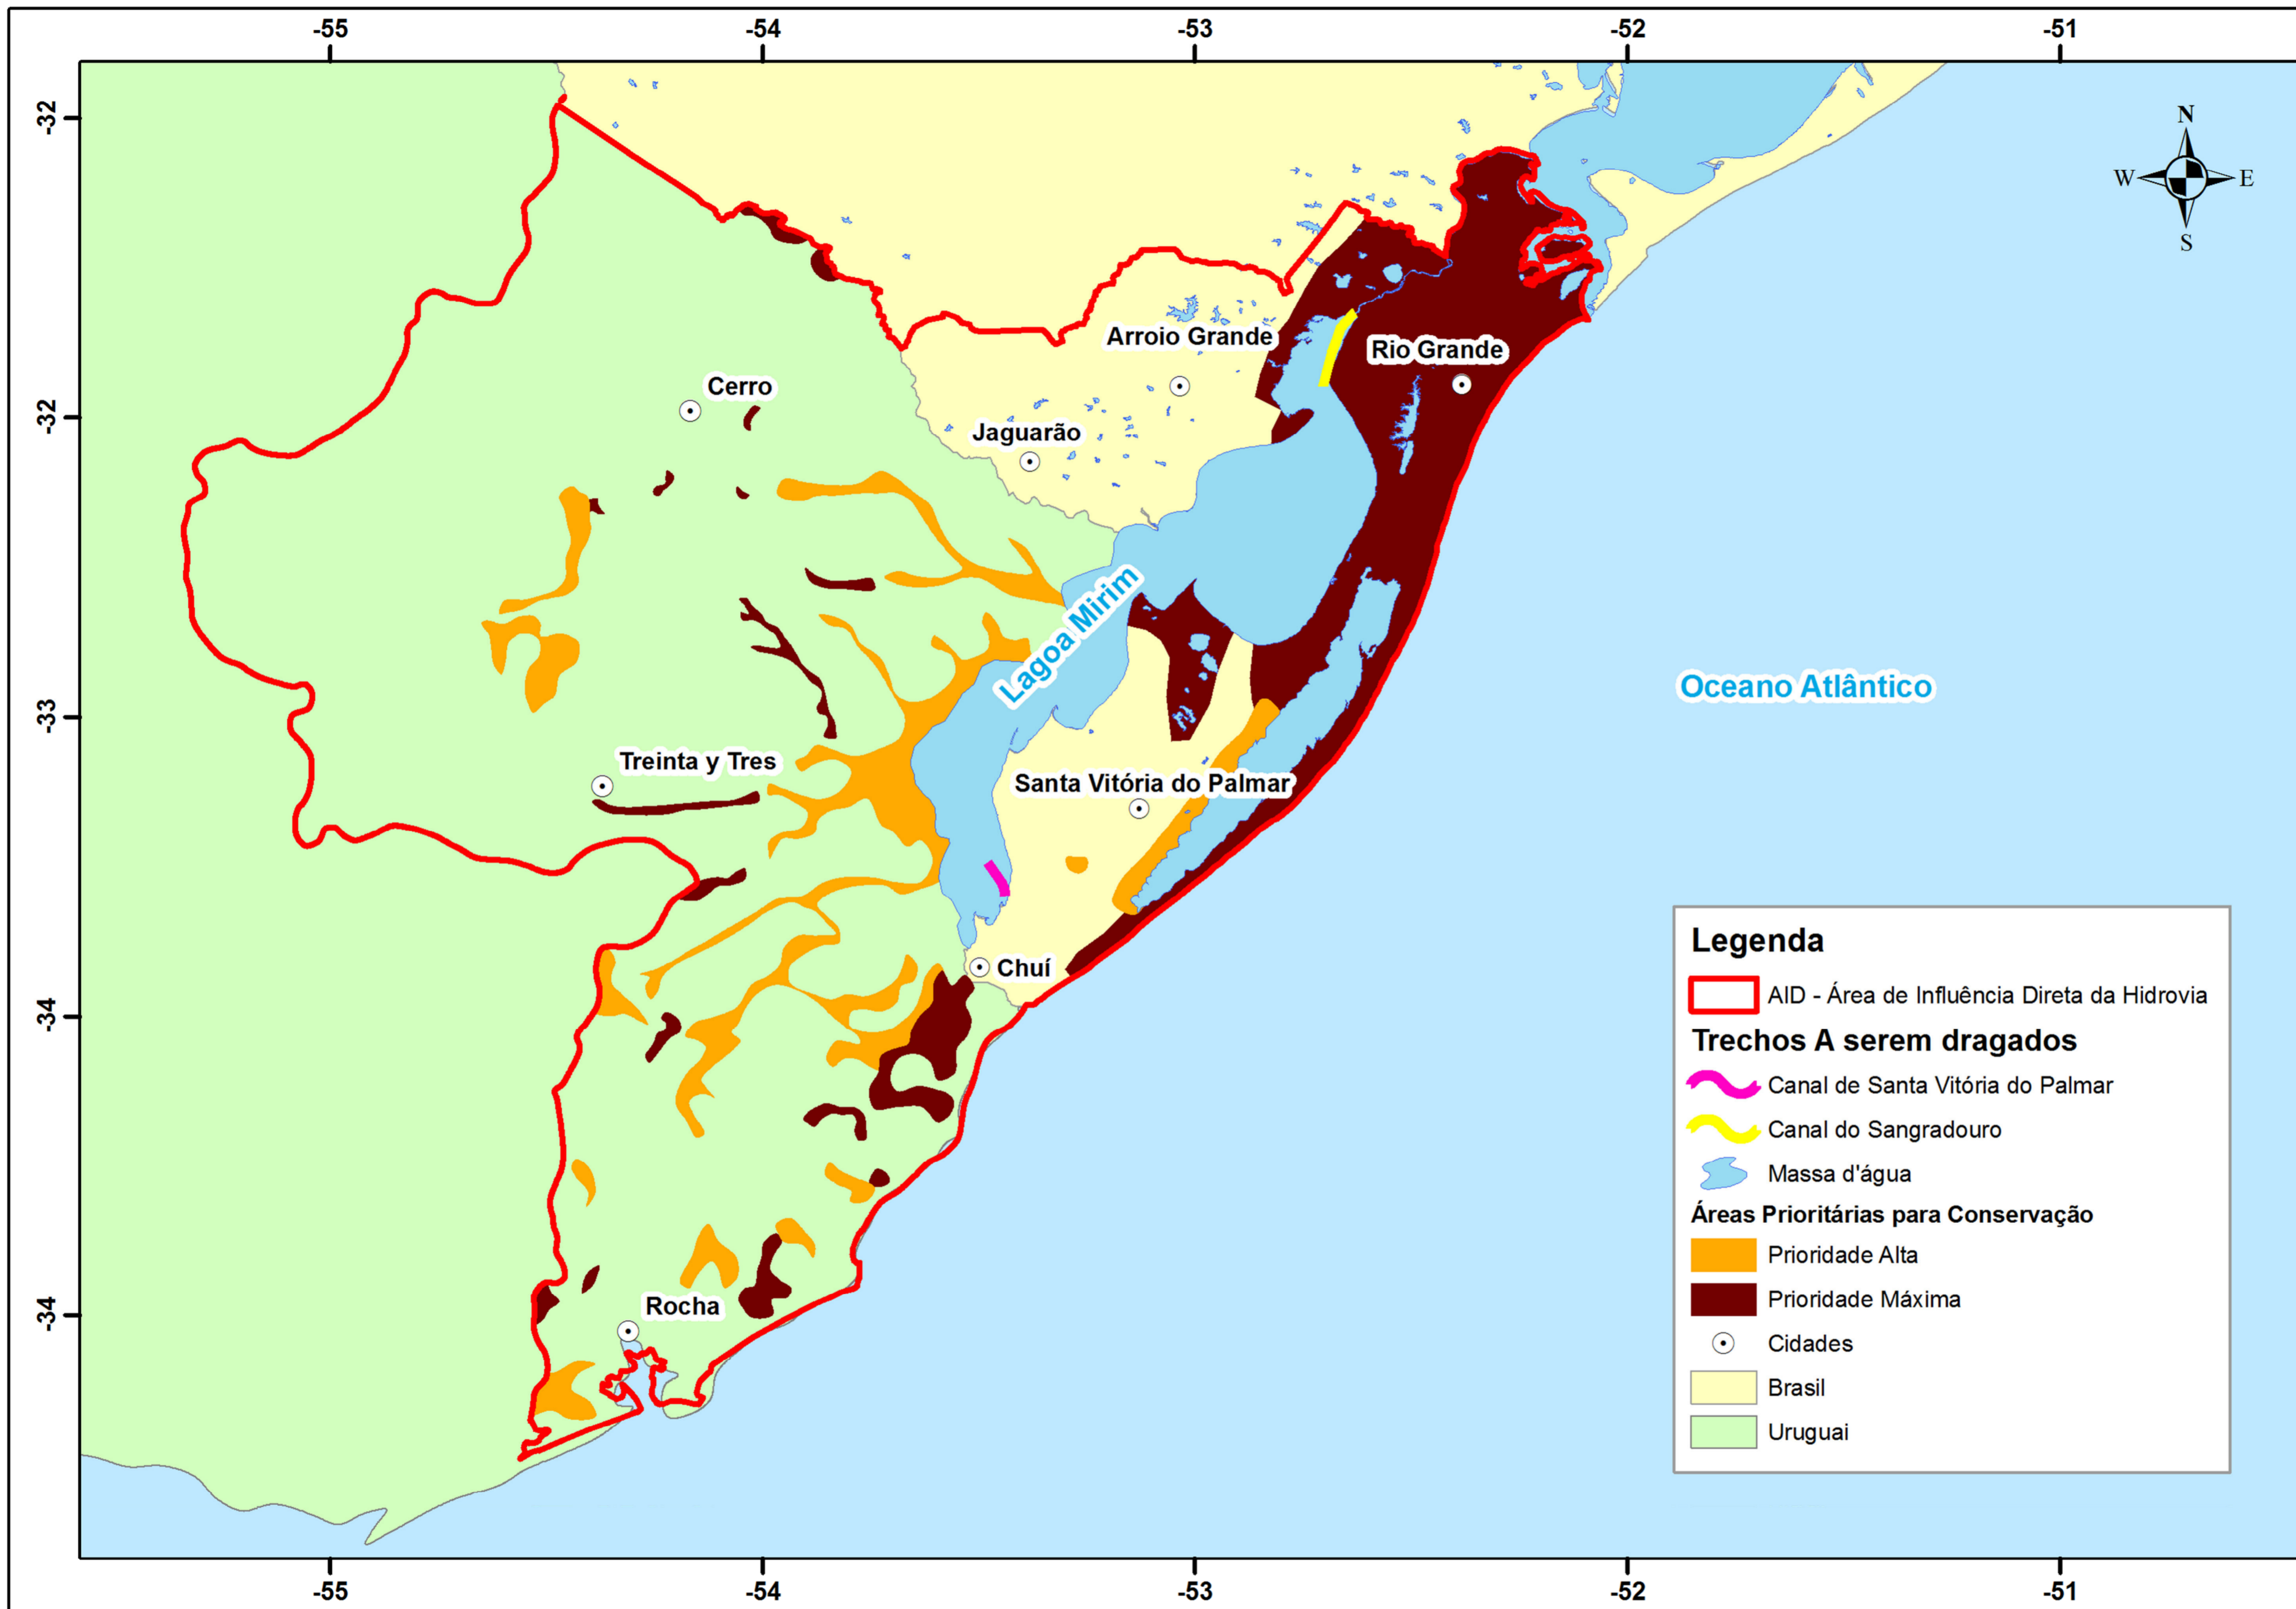 -55 -54 -53 -52 -51
N
W E
S
-32
-32
-33
-34
-34
Arroio Grande
Rio Grande
Cerro
Jaguarão
Lagoa Mirim
Oceano Atlântico
Treinta y Tres
Santa Vitória do Palmar
Chuí
Rocha
Legenda
AID - Área de Influência Direta da Hidrovia
Trechos A serem dragados
Canal de Santa Vitória do Palmar
Canal do Sangradouro
Massa d'água
Áreas Prioritárias para Conservação
Prioridade Alta
Prioridade Máxima
Cidades
Brasil
Uruguai
-55 -54 -53 -52 -51